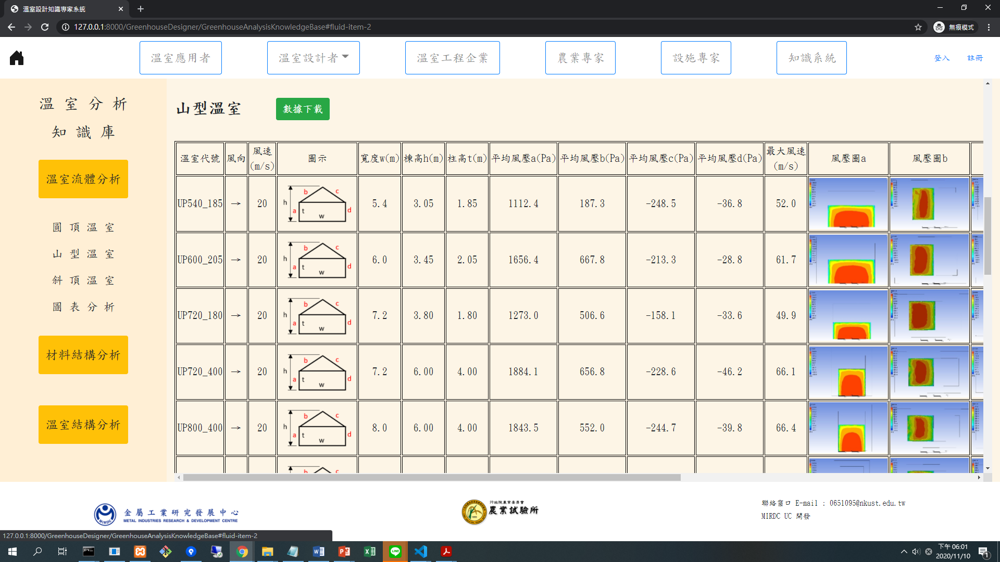 溫室設計知識專家系統
127.0.0.1:8000/GreenhouseDesigner/GreenhouseAnalysisKnowledgeBase#fluid-item-2
無痕模式
溫室應用者 溫室設計者 溫室工程企業 農業專家 設施專家 知識系統 登入 註冊
溫室分析
知識庫
溫室流體分析
圓頂溫室
山型溫室
斜頂溫室
圖表分析
材料結構分析
溫室結構分析
山型溫室 數據下載
溫室代號 風向 風速(m/s) 圖示 寬度w(m) 棟高h(m) 柱高t(m) 平均風壓a(Pa) 平均風壓b(Pa) 平均風壓c(Pa) 平均風壓d(Pa) 最大風速(m/s) 風壓圖a 風壓圖b
UP540_185 → 20 h a b c d t w 5.4 3.05 1.85 1112.4 187.3 -248.5 -36.8 52.0
UP600_205 → 20 h a b c d t w 6.0 3.45 2.05 1656.4 667.8 -213.3 -28.8 61.7
UP720_180 → 20 h a b c d t w 7.2 3.80 1.80 1273.0 506.6 -158.1 -33.6 49.9
UP720_400 → 20 h a b c d t w 7.2 6.00 4.00 1884.1 656.8 -228.6 -46.2 66.1
UP800_400 → 20 h a b c d t w 8.0 6.00 4.00 1843.5 552.0 -244.7 -39.8 66.4
b c
MIRDC
金屬工業研究發展中心
METAL INDUSTRIES RESEARCH & DEVELOPMENT CENTRE
行政院農業委員會
農業試驗所
聯絡窗口 E-mail : 0651095@nkust.edu.tw
MIRDC UC 開發
127.0.0.1:8000/GreenhouseDesigner/GreenhouseAnalysisKnowledgeBase#fluid-item-2
LINE
下午 06:01
2020/11/10
1